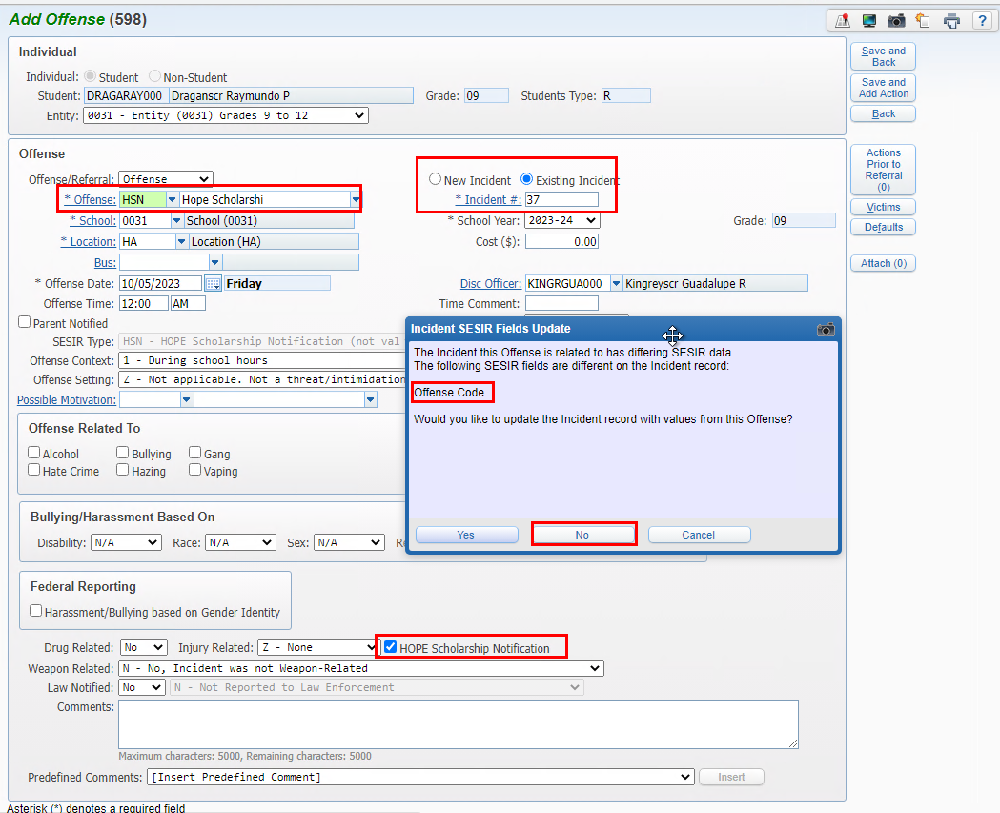 Add Offense (598)
?
Individual
Individual: Student Non-Student
Student: DRAGARAY000 Draganscr Raymundo P Grade: 09 Students Type: R
Entity: 0031 - Entity (0031) Grades 9 to 12
Save and Back
Save and Add Action
Back
Offense
Offense/Referral: Offense
New Incident Existing Incident
* Offense: HSN Hope Scholarshi
* Incident #: 37
* School: 0031 School (0031)
* School Year: 2023-24 Grade: 09
* Location: HA Location (HA)
Cost ($): 0.00
Bus:
* Offense Date: 10/05/2023 Friday
Disc Officer: KINGRGUA000 Kingreyscr Guadalupe R
Offense Time: 12:00 AM
Time Comment:
Actions Prior to Referral (0)
Victims
Defaults
Attach (0)
Parent Notified
SESIR Type: HSN - HOPE Scholarship Notification (not val
Offense Context: 1 - During school hours
Offense Setting: Z - Not applicable. Not a threat/intimidation
Possible Motivation:
Incident SESIR Fields Update
The Incident this Offense is related to has differing SESIR data.
The following SESIR fields are different on the Incident record:
Offense Code
Would you like to update the Incident record with values from this Offense?
Yes No Cancel
Offense Related To
Alcohol Bullying Gang
Hate Crime Hazing Vaping
Bullying/Harassment Based On
Disability: N/A Race: N/A Sex: N/A
Federal Reporting
Harassment/Bullying based on Gender Identity
Drug Related: No Injury Related: Z - None HOPE Scholarship Notification
Weapon Related: N - No, Incident was not Weapon-Related
Law Notified: No N - Not Reported to Law Enforcement
Comments:
Maximum characters: 5000, Remaining characters: 5000
Predefined Comments: [Insert Predefined Comment] Insert
Asterisk (*) denotes a required field